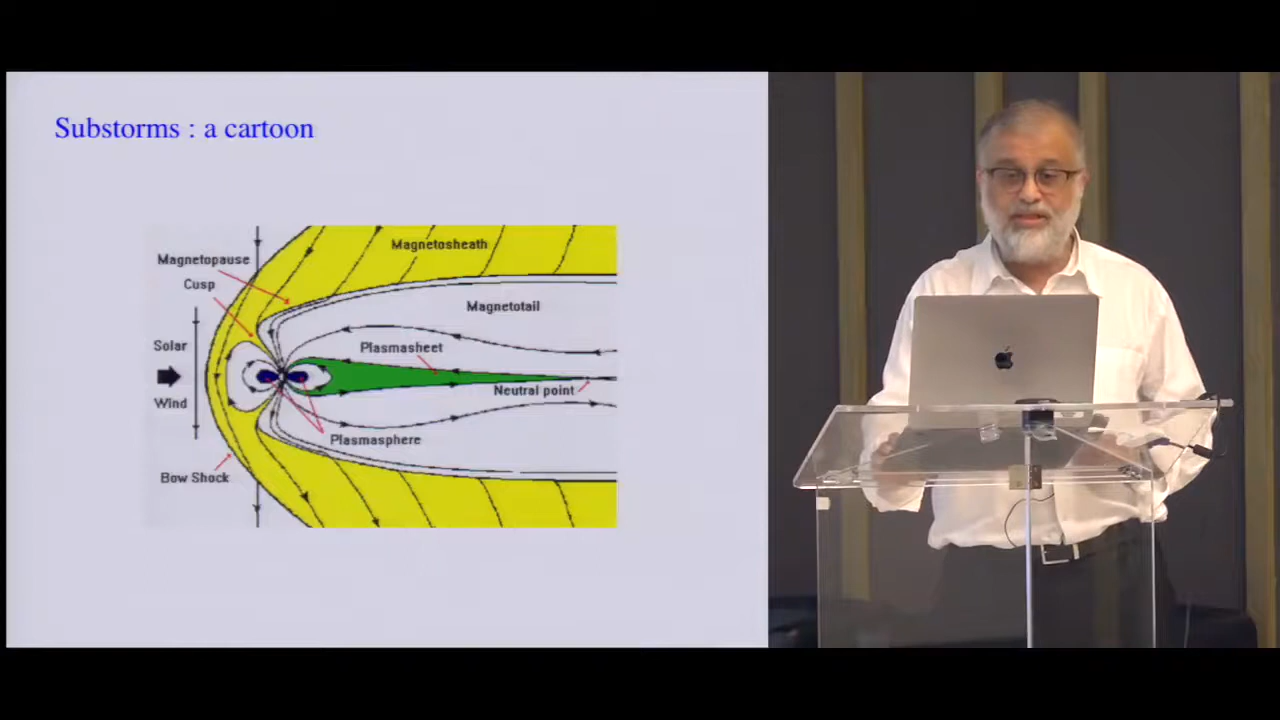 Substorms : a cartoon
Magnetosheath
Magnetopause
Cusp
Magnetotail
Solar
Plasmasheet
Neutral point
Wind
Plasmasphere
Bow Shock